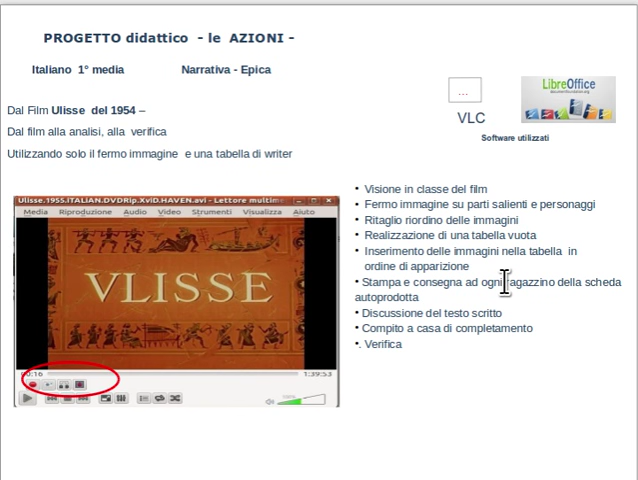 PROGETTO didattico - le AZIONI -
Italiano 1° media Narrativa - Epica
Dal Film Ulisse del 1954 –
Dal film alla analisi, alla verifica
Utilizzando solo il fermo immagine e una tabella di writer
...
VLC
LibreOffice
Software utilizzati
Ulisse.1955.ITALIAN.DVDRip.XviD.HAVEN.avi - Lettore multim
Media Riproduzione Audio Video Strumenti Visualizza Aiuto
VLISSE
00:16 1:39:53
• Visione in classe del film
• Fermo immagine su parti salienti e personaggi
• Ritaglio riordino delle immagini
• Realizzazione di una tabella vuota
• Inserimento delle immagini nella tabella in
ordine di apparizione
• Stampa e consegna ad ogni ragazzino della scheda
autoprodotta
• Discussione del testo scritto
• Compito a casa di completamento
•. Verifica